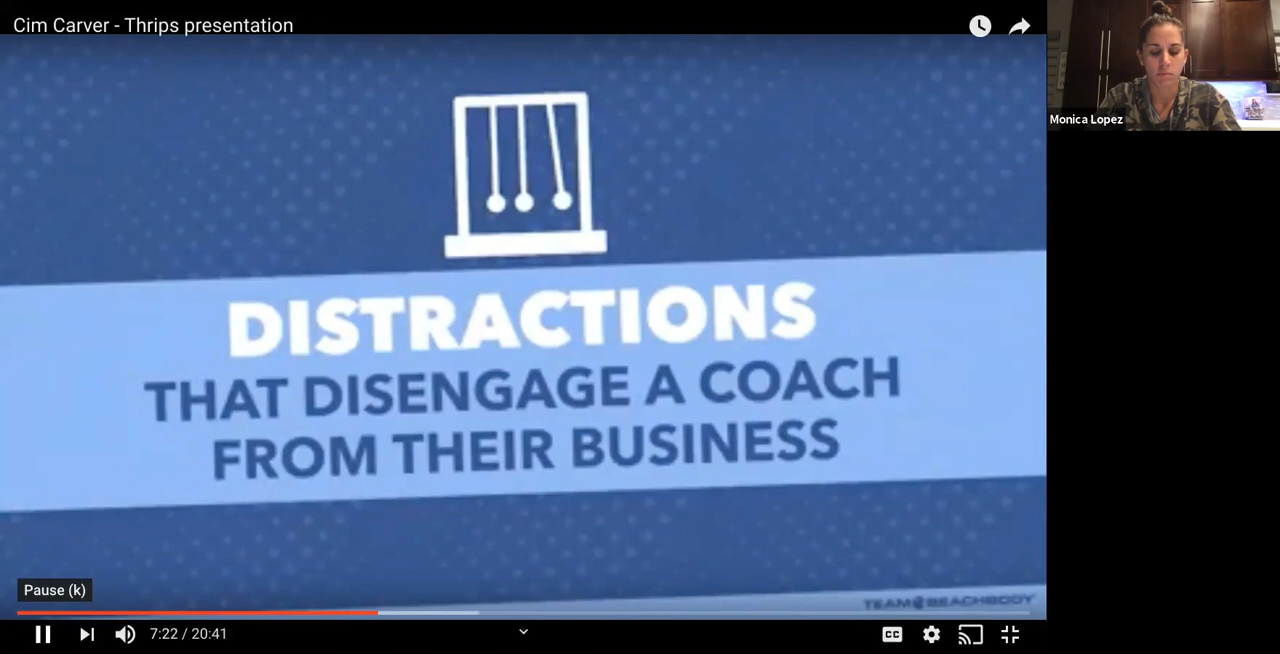 Cim Carver - Thrips presentation
Monica Lopez
DISTRACTIONS
THAT DISENGAGE A COACH
FROM THEIR BUSINESS
TEAM BEACHBODY
Pause (k)
7:22 / 20:41
CC